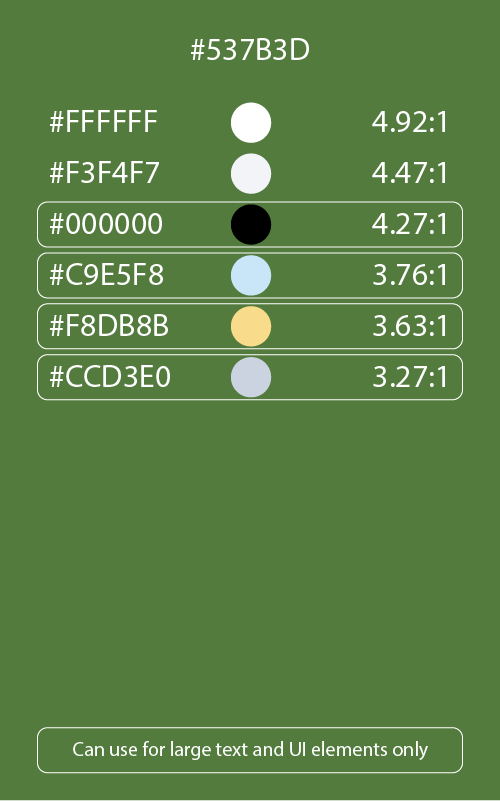 #537B3D
#FFFFFF 4.92:1
#F3F4F7 4.47:1
#000000 4.27:1
#C9E5F8 3.76:1
#F8DB8B 3.63:1
#CCD3E0 3.27:1
Can use for large text and UI elements only